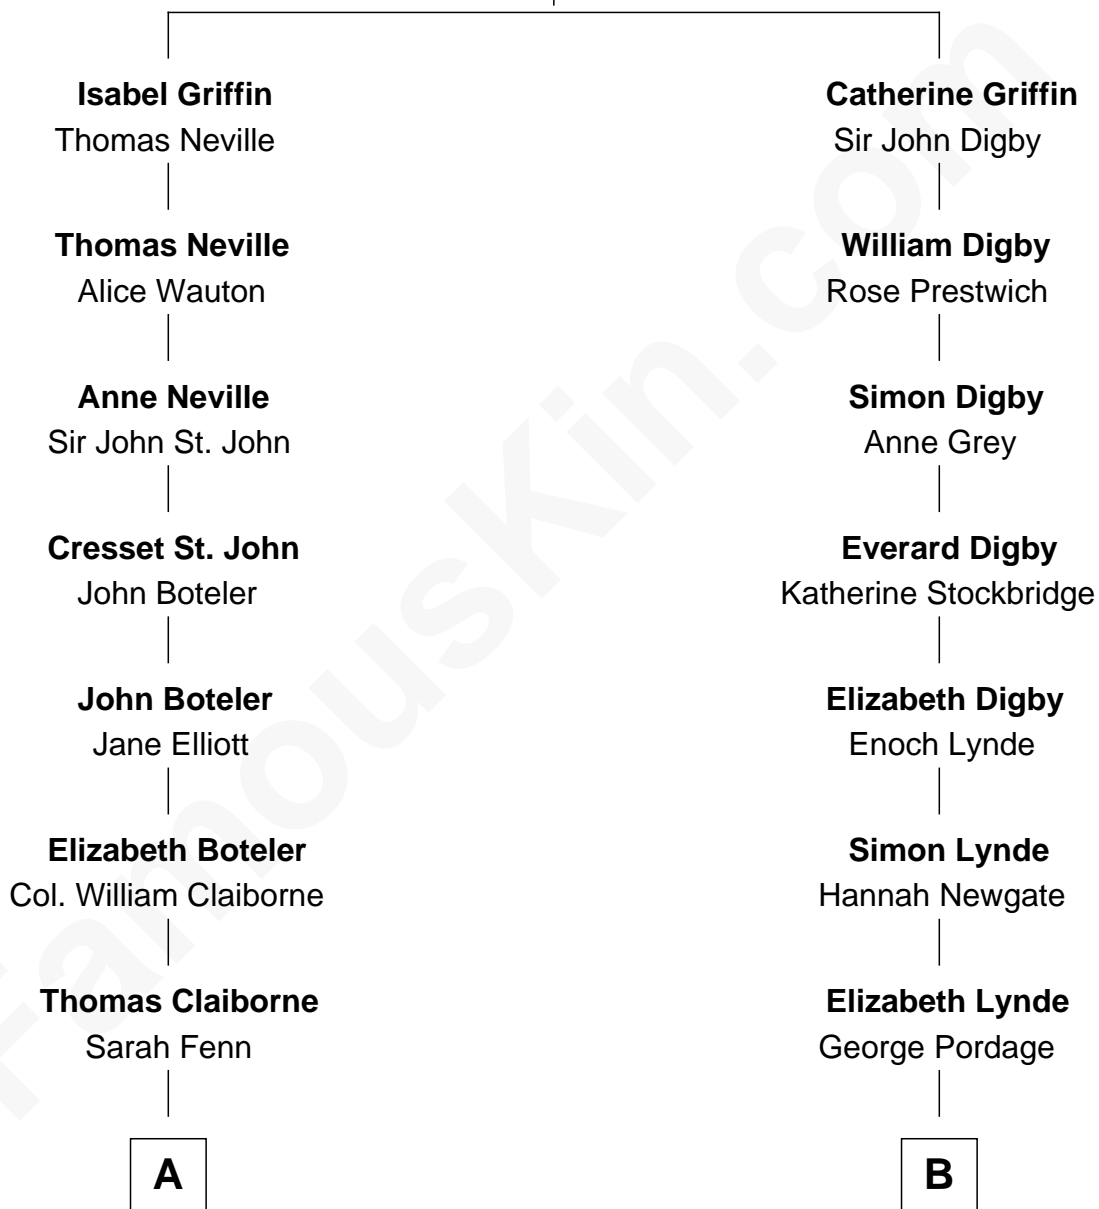 Isabel Griffin
Thomas Neville
Thomas Neville
Alice Wauton
Anne Neville
Sir John St. John
Cresset St. John
John Boteler
John Boteler
Jane Elliott
Elizabeth Boteler
Col. William Claiborne
Thomas Claiborne
Sarah Fenn
A
Catherine Griffin
Sir John Digby
William Digby
Rose Prestwich
Simon Digby
Anne Grey
Everard Digby
Katherine Stockbridge
Elizabeth Digby
Enoch Lynde
Simon Lynde
Hannah Newgate
Elizabeth Lynde
George Pordage
B
FamousKin.com